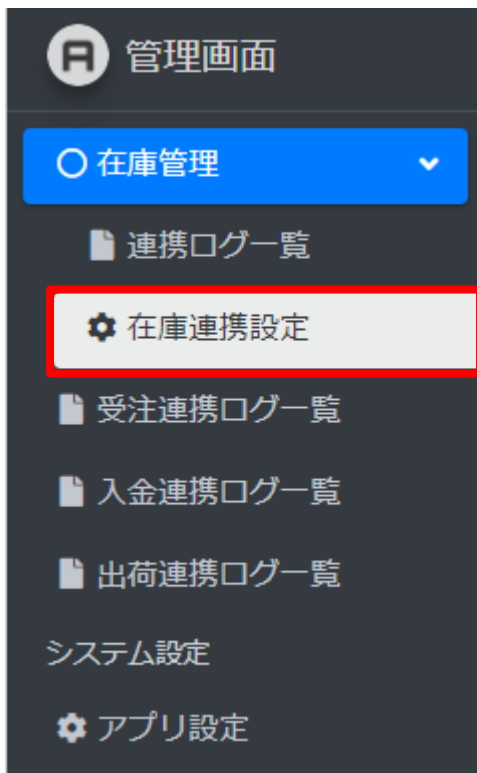 管理画面
在庫管理
連携ログ一覧
在庫連携設定
受注連携ログ一覧
入金連携ログ一覧
出荷連携ログ一覧
システム設定
アプリ設定